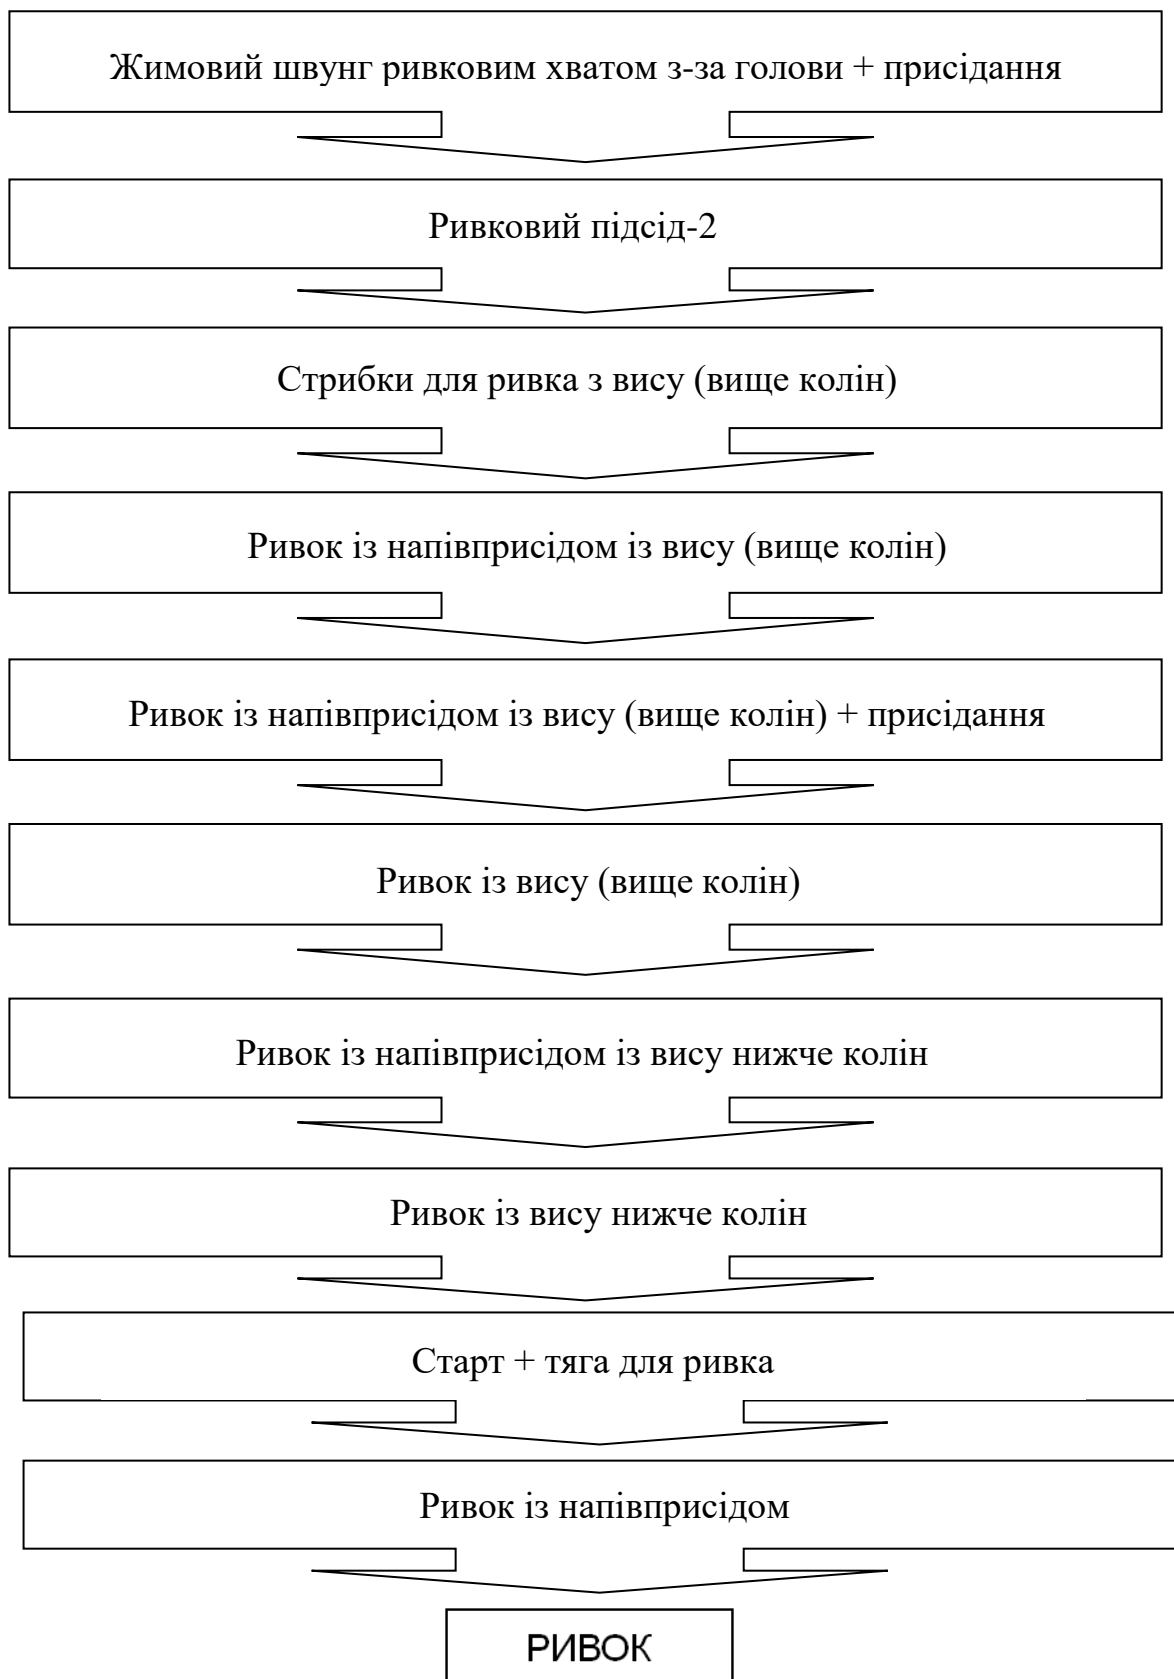 Жимовий швунг ривковим хватом з-за голови + присідання
Ривковий підсід-2
Стрибки для ривка з вису (вище колін)
Ривок із напівприсідом із вису (вище колін)
Ривок із напівприсідом із вису (вище колін) + присідання
Ривок із вису (вище колін)
Ривок із напівприсідом із вису нижче колін
Ривок із вису нижче колін
Старт + тяга для ривка
Ривок із напівприсідом
РИВОК